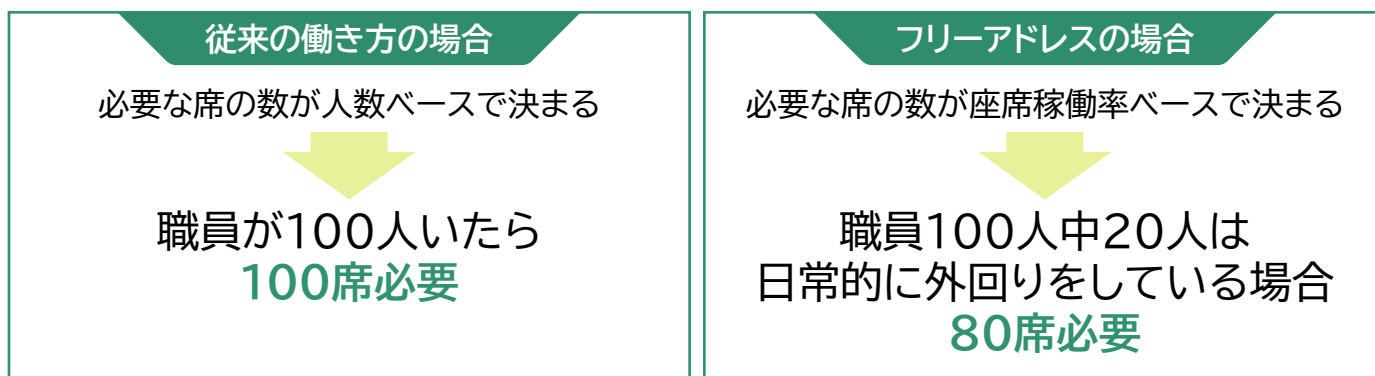 従来の働き方の場合
必要な席の数が人数ベースで決まる
職員が100人いたら
100席必要
フリーアドレスの場合
必要な席の数が座席稼働率ベースで決まる
職員100人中20人は
日常的に外回りをしている場合
80席必要